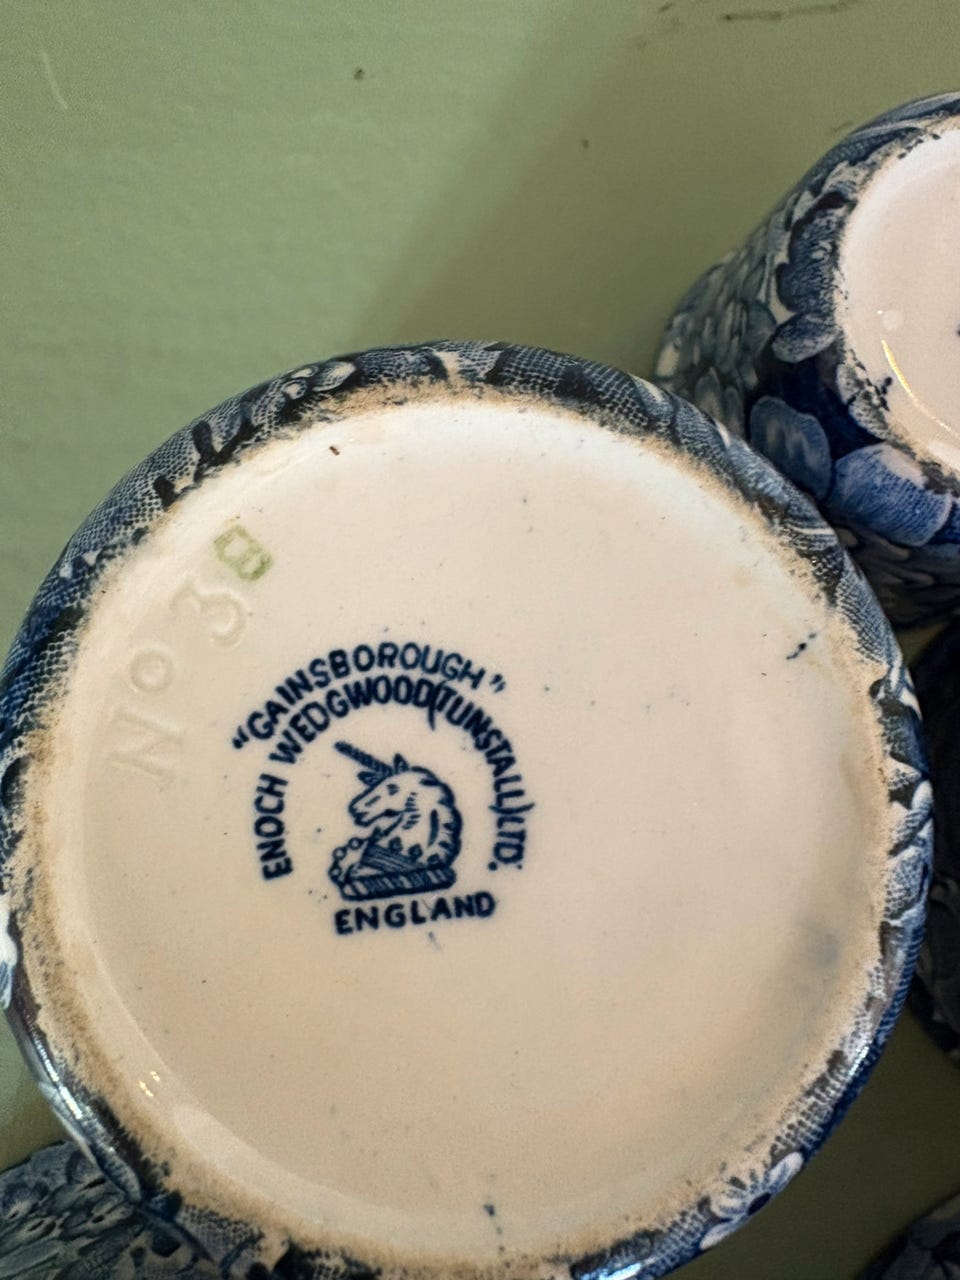 No 3
"GAINSBOROUGH"
ENOCH WEDGWOOD (TUNSTALL) LTD.
ENGLAND